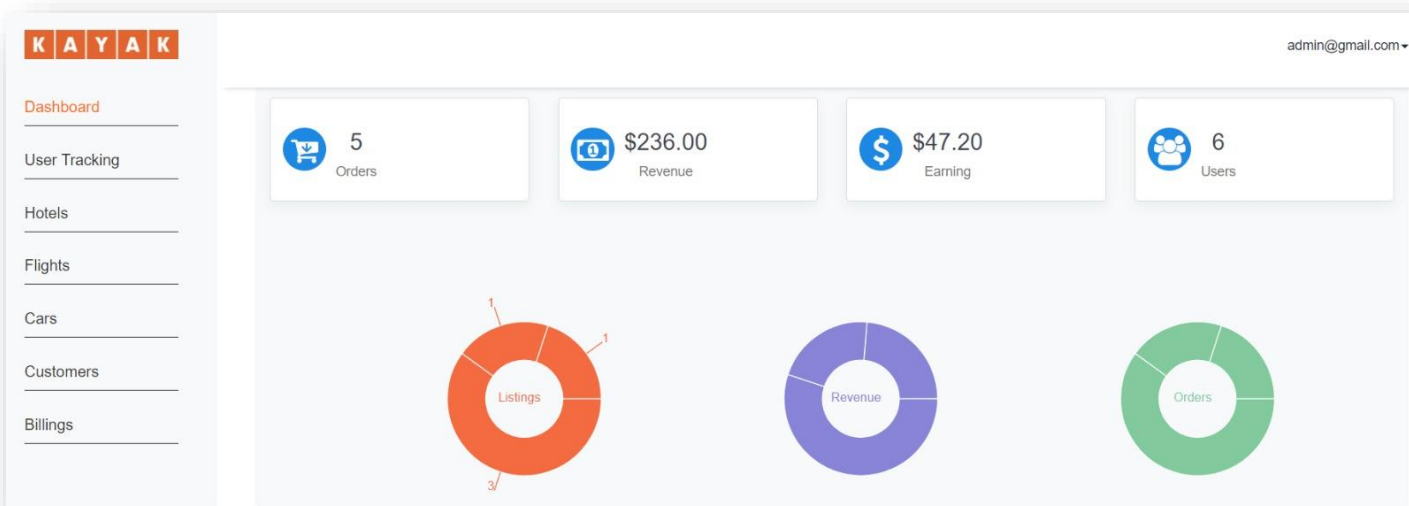 KAYAK
admin@gmail.com
Dashboard
User Tracking
Hotels
Flights
Cars
Customers
Billings
5
Orders
$236.00
Revenue
$47.20
Earning
6
Users
1
1
Listings
3
Revenue
Orders